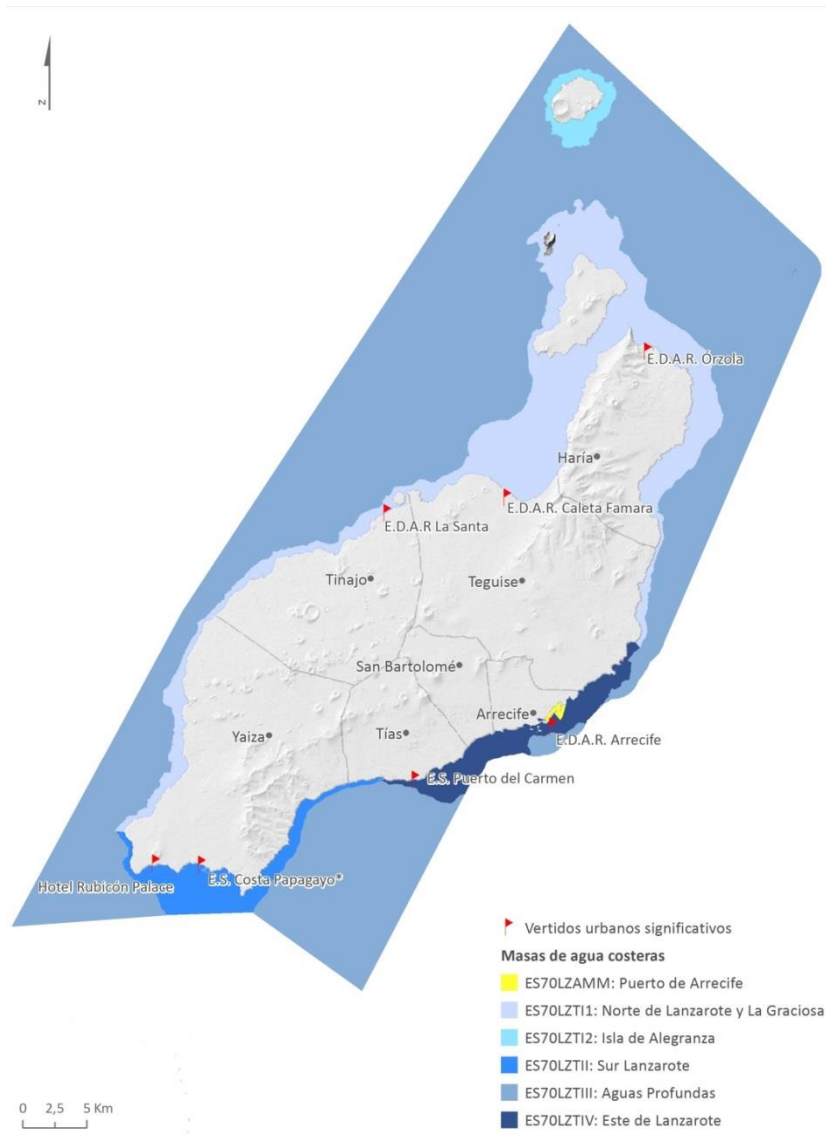 N
E.D.A.R. Órzola
Haría
E.D.A.R. Caleta Famara
E.D.A.R La Santa
Tinajo
Teguise
San Bartolomé
Arrecife
Yaiza
Tías
E.D.A.R. Arrecife
E.S. Puerto del Carmen
Hotel Rubicón Palace
E.S. Costa Papagayo*
Vertidos urbanos significativos
Masas de agua costeras
ES70LZAMM: Puerto de Arrecife
ES70LZTI1: Norte de Lanzarote y La Graciosa
ES70LZTI2: Isla de Alegranza
ES70LZTII: Sur Lanzarote
ES70LZTIII: Aguas Profundas
ES70LZTIV: Este de Lanzarote
0 2,5 5 Km